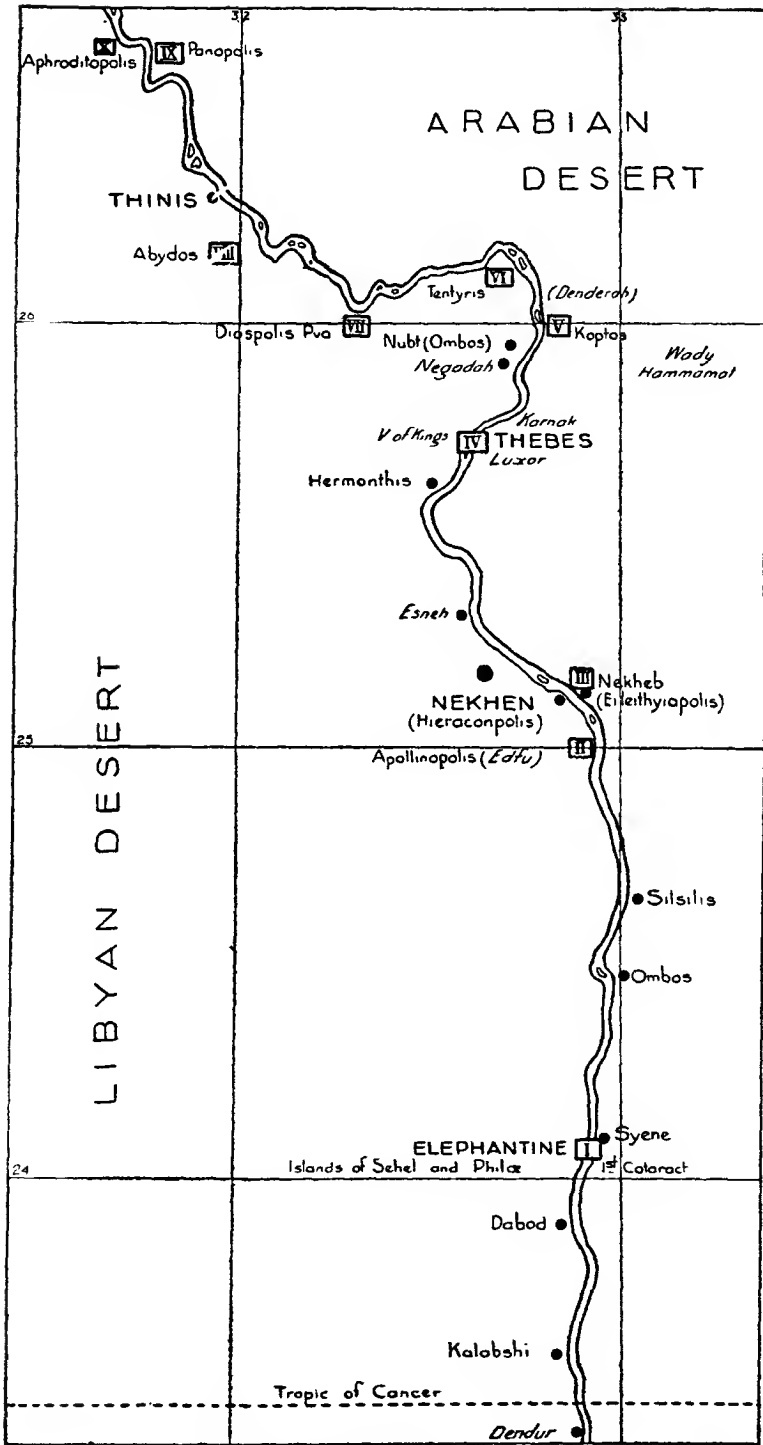 32
33
X
IX
Panopolis
Aphroditopolis
ARABIAN
DESERT
THINIS
Abydos
VIII
Tentyris
VI
(Denderah)
26
Diospolis Pva
VII
Nubt (Ombos)
V
Koptos
Negadah
Wady
Hammamat
Karnak
V of Kings
IV
THEBES
Luxor
Hermonthis
Esneh
III
Nekheb
(Eileithyiapolis)
NEKHEN
(Hieraconpolis)
25
Apollinopolis (Edfu)
II
LIBYAN DESERT
Silsilis
Ombos
Syene
ELEPHANTINE
I
Islands of Sehel and Philæ
1st Cataract
24
Dabod
Kalabshi
Tropic of Cancer
Dendur